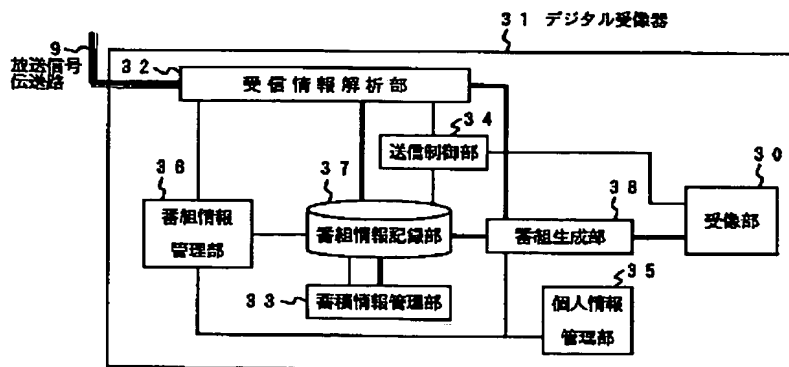 ３１ デジタル受像器
９
放送信号
伝送路
３２
受信情報解析部
３４
送信制御部
３６
番組情報
管理部
３７
番組情報記録部
３８
番組生成部
３０
受像部
３３
蓄積情報管理部
３５
個人情報
管理部